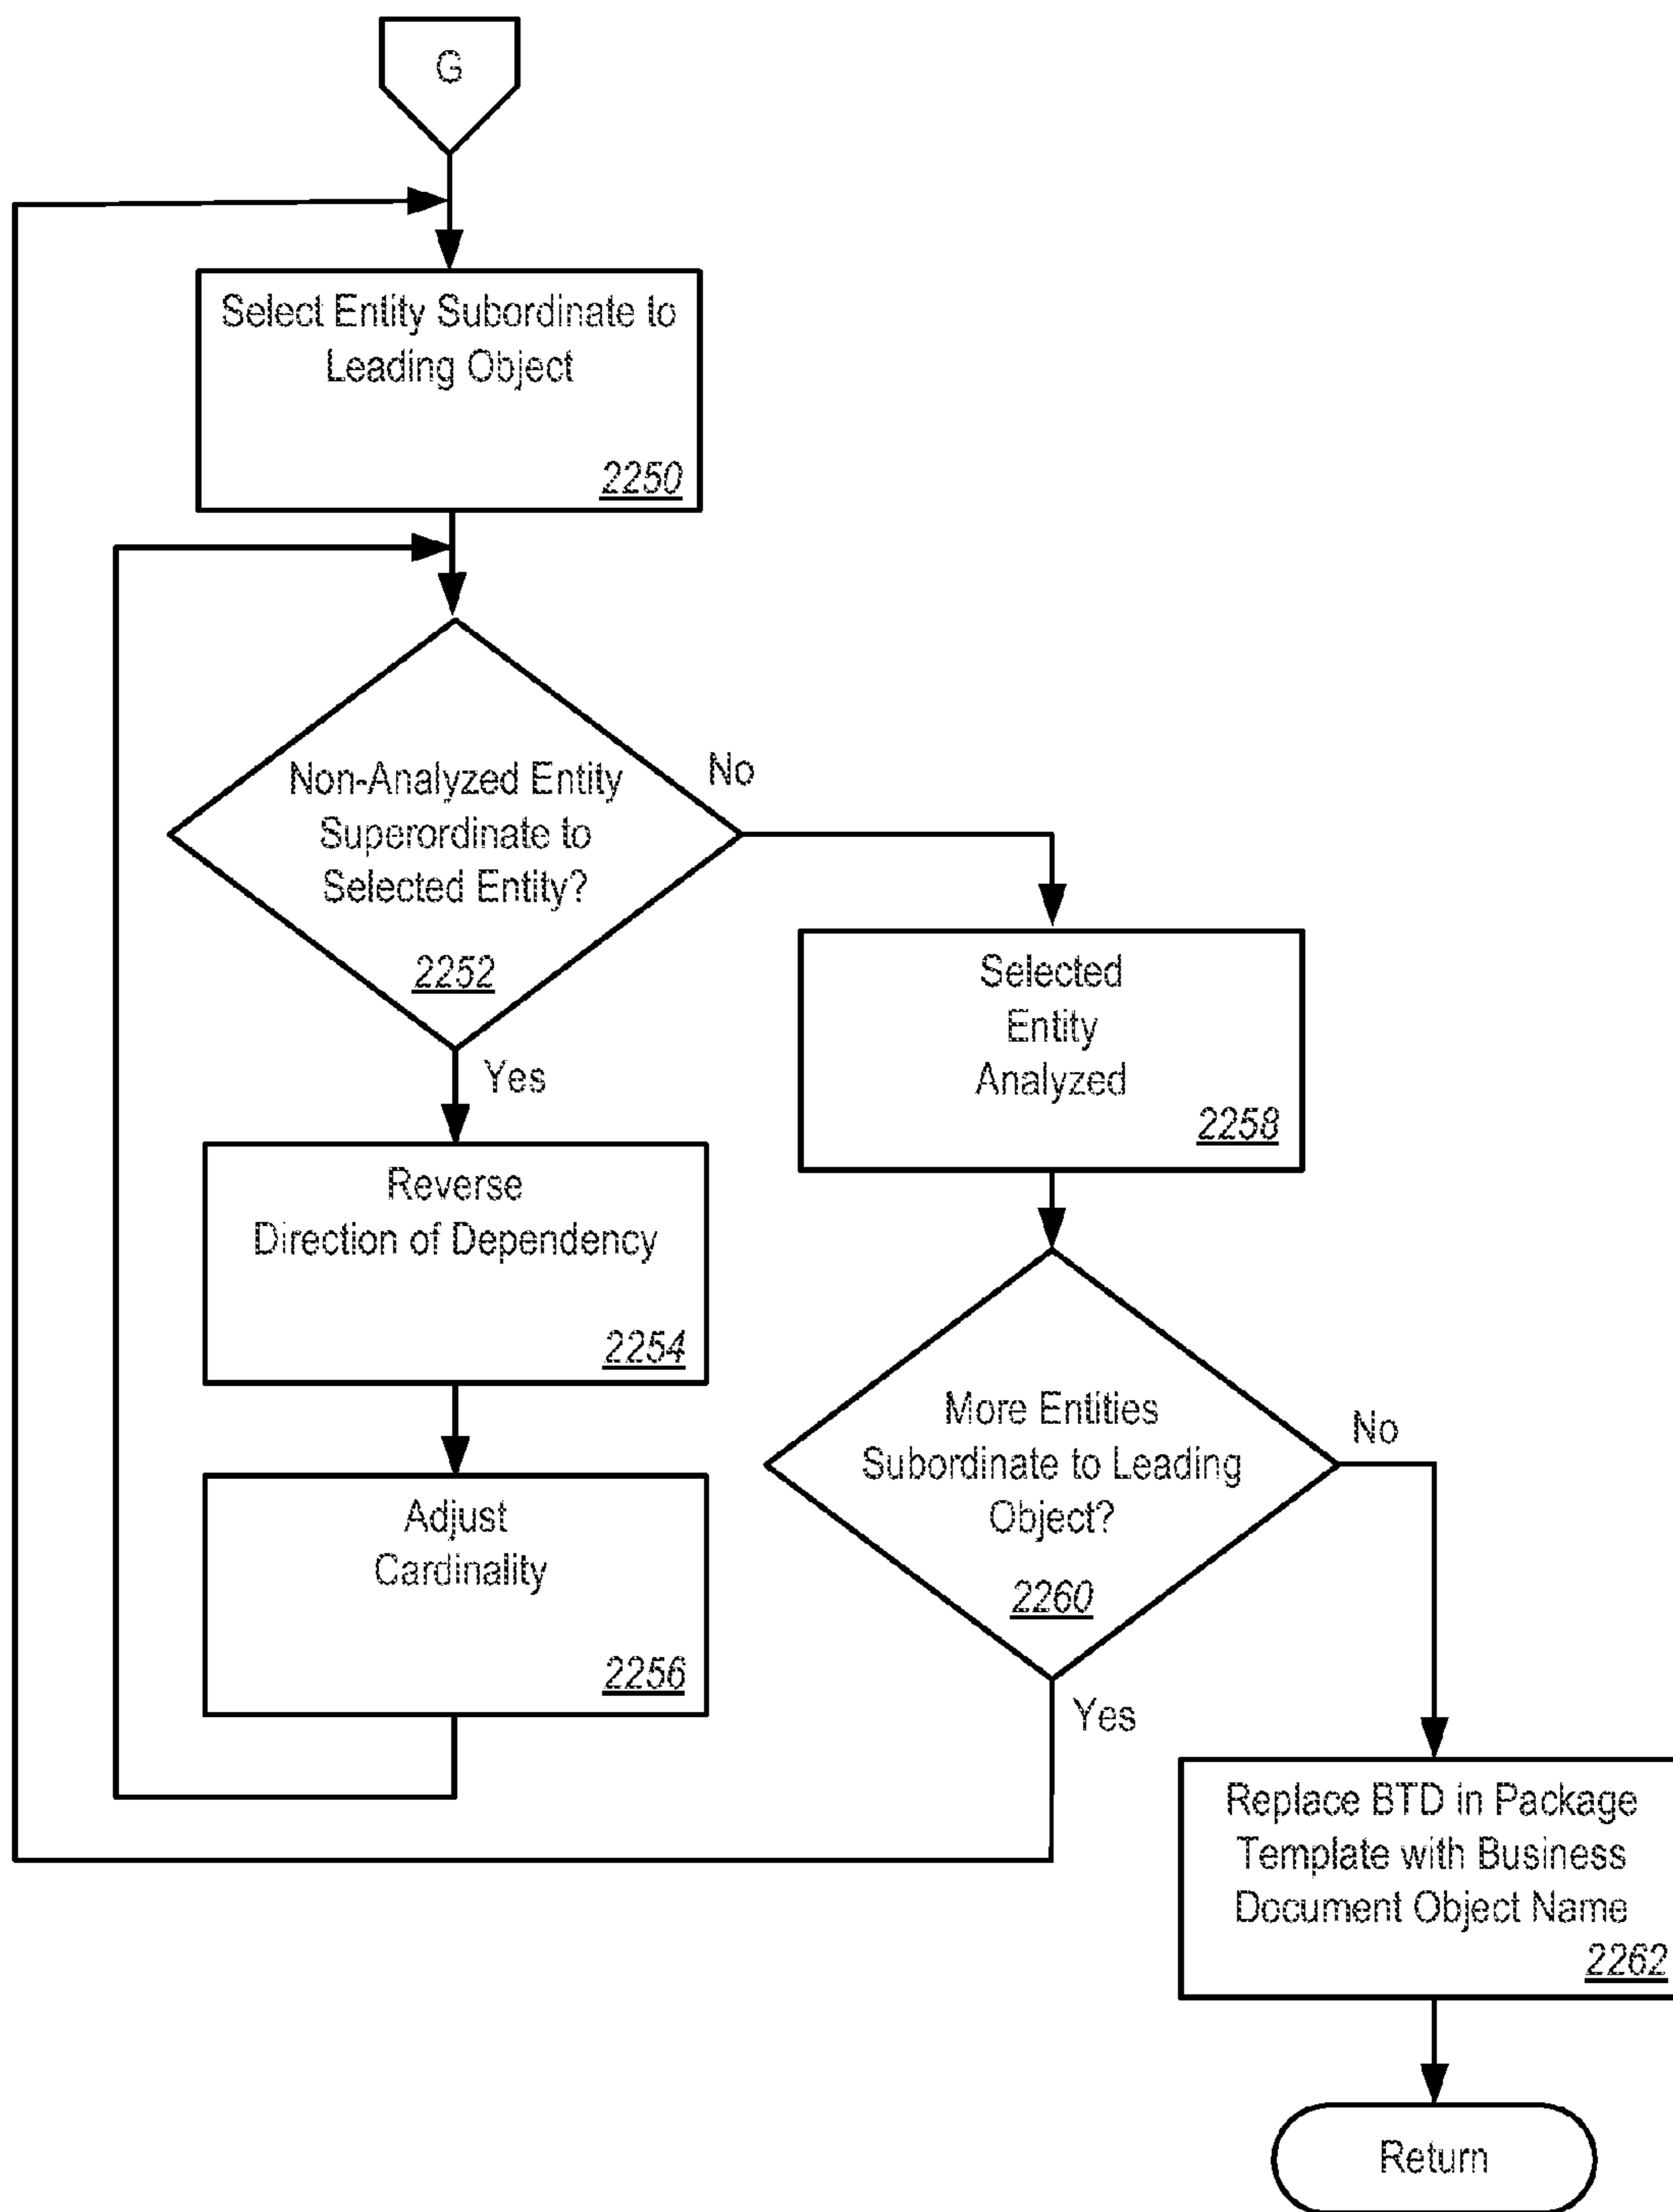 G
Select Entity Subordinate to
Leading Object
2250
Non-Analyzed Entity
Superordinate to
Selected Entity?
2252
No
Yes
Reverse
Direction of Dependency
2254
Adjust
Cardinality
2256
Selected
Entity
Analyzed
2258
More Entities
Subordinate to Leading
Object?
2260
No
Yes
Replace BTD in Package
Template with Business
Document Object Name
2262
Return